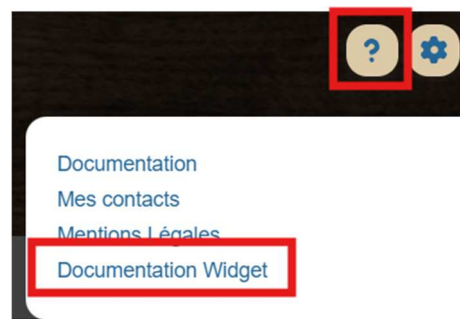 ?
Documentation
Mes contacts
Mentions Légales
Documentation Widget